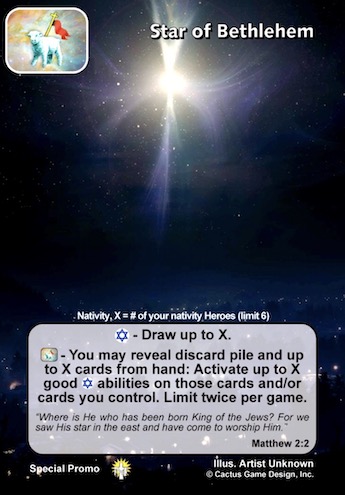 Star of Bethlehem
Nativity, X = # of your nativity Heroes (limit 6)
- Draw up to X.
- You may reveal discard pile and up
to X cards from hand: Activate up to X
good abilities on those cards and/or
cards you control. Limit twice per game.
“Where is He who has been born King of the Jews? For we
saw His star in the east and have come to worship Him.”
Matthew 2:2
Special Promo
Illus. Artist Unknown
© Cactus Game Design, Inc.